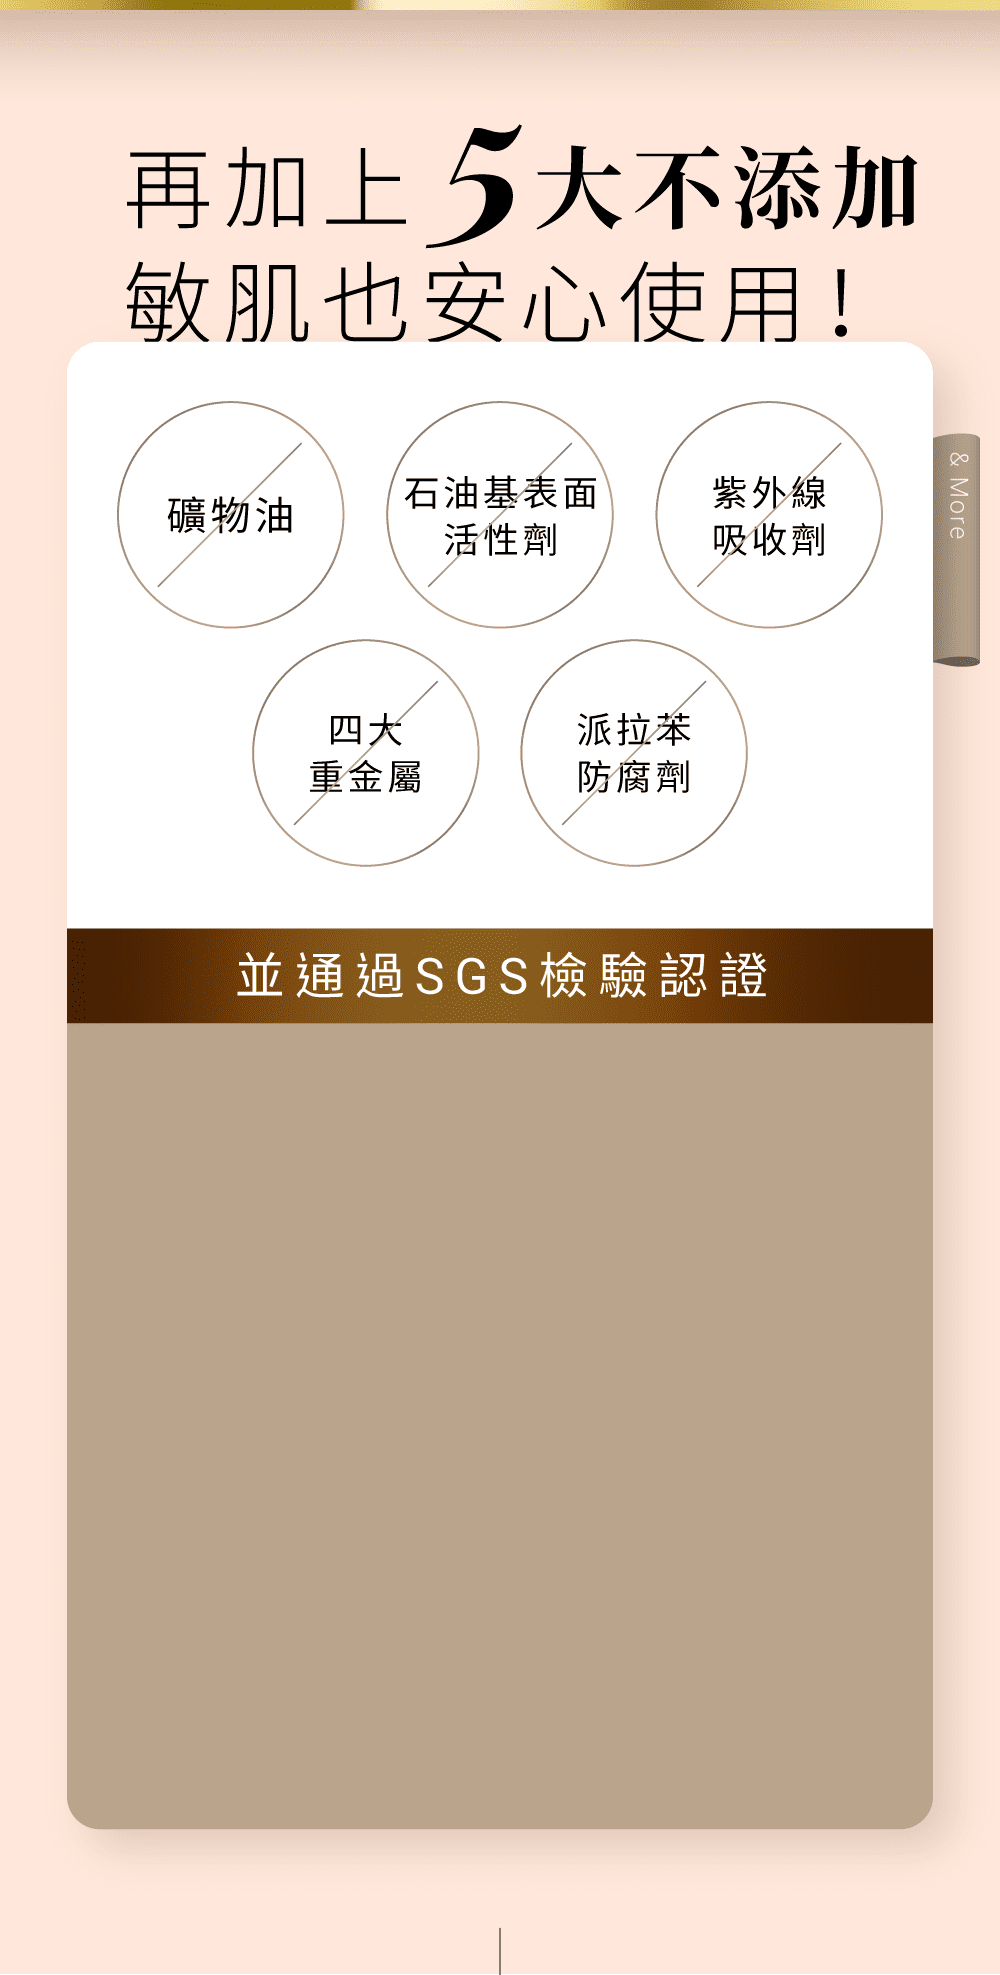 再加上5大不添加
敏肌也安心使用！
& More
礦物油
石油基表面
活性劑
紫外線
吸收劑
四大
重金屬
派拉苯
防腐劑
並通過SGS檢驗認證